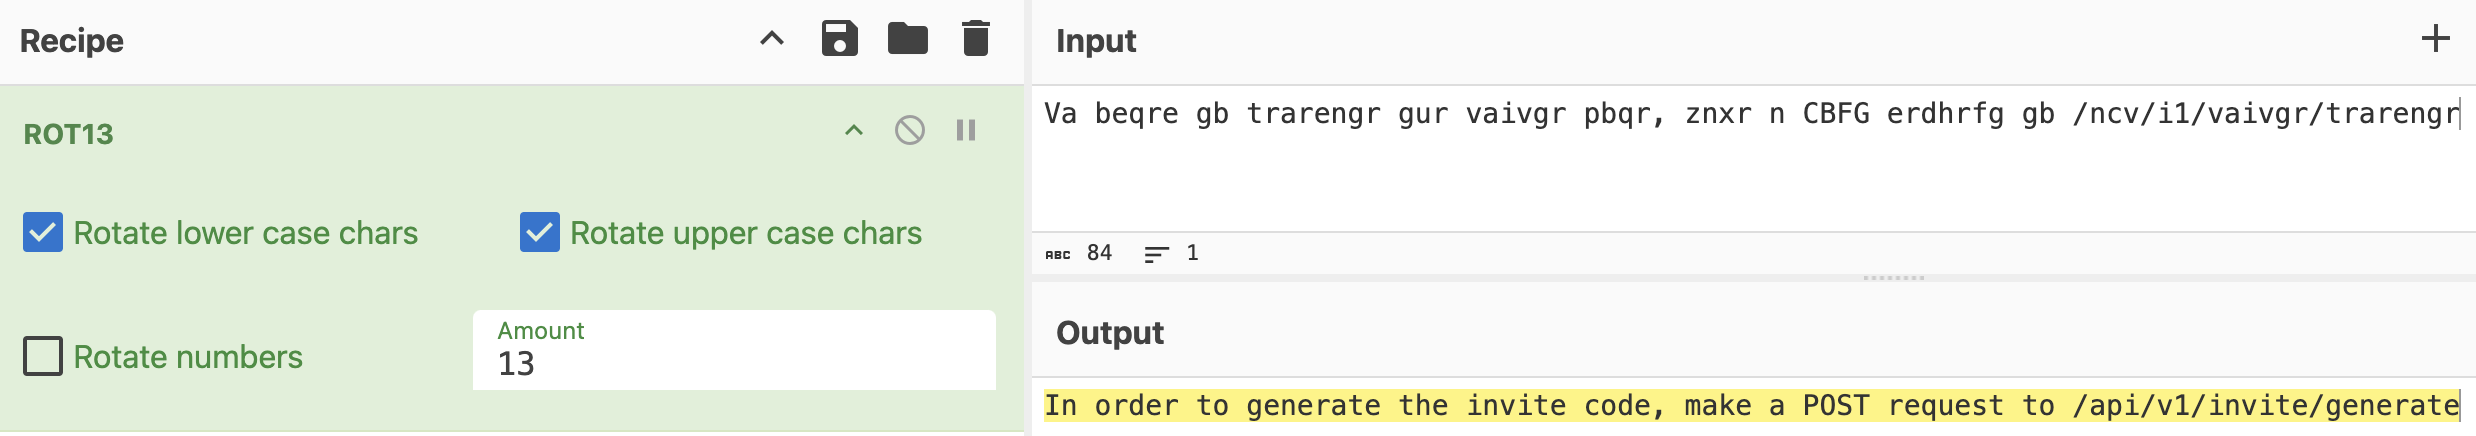 Recipe
ROT13
Rotate lower case chars
Rotate upper case chars
Rotate numbers
Amount
13
Input
Va beqre gb trarengr gur vaivgr pbqr, znxr n CBFG erdhrfg gb /ncv/i1/vaivgr/trarengr
ABC 84 1
Output
In order to generate the invite code, make a POST request to /api/v1/invite/generate